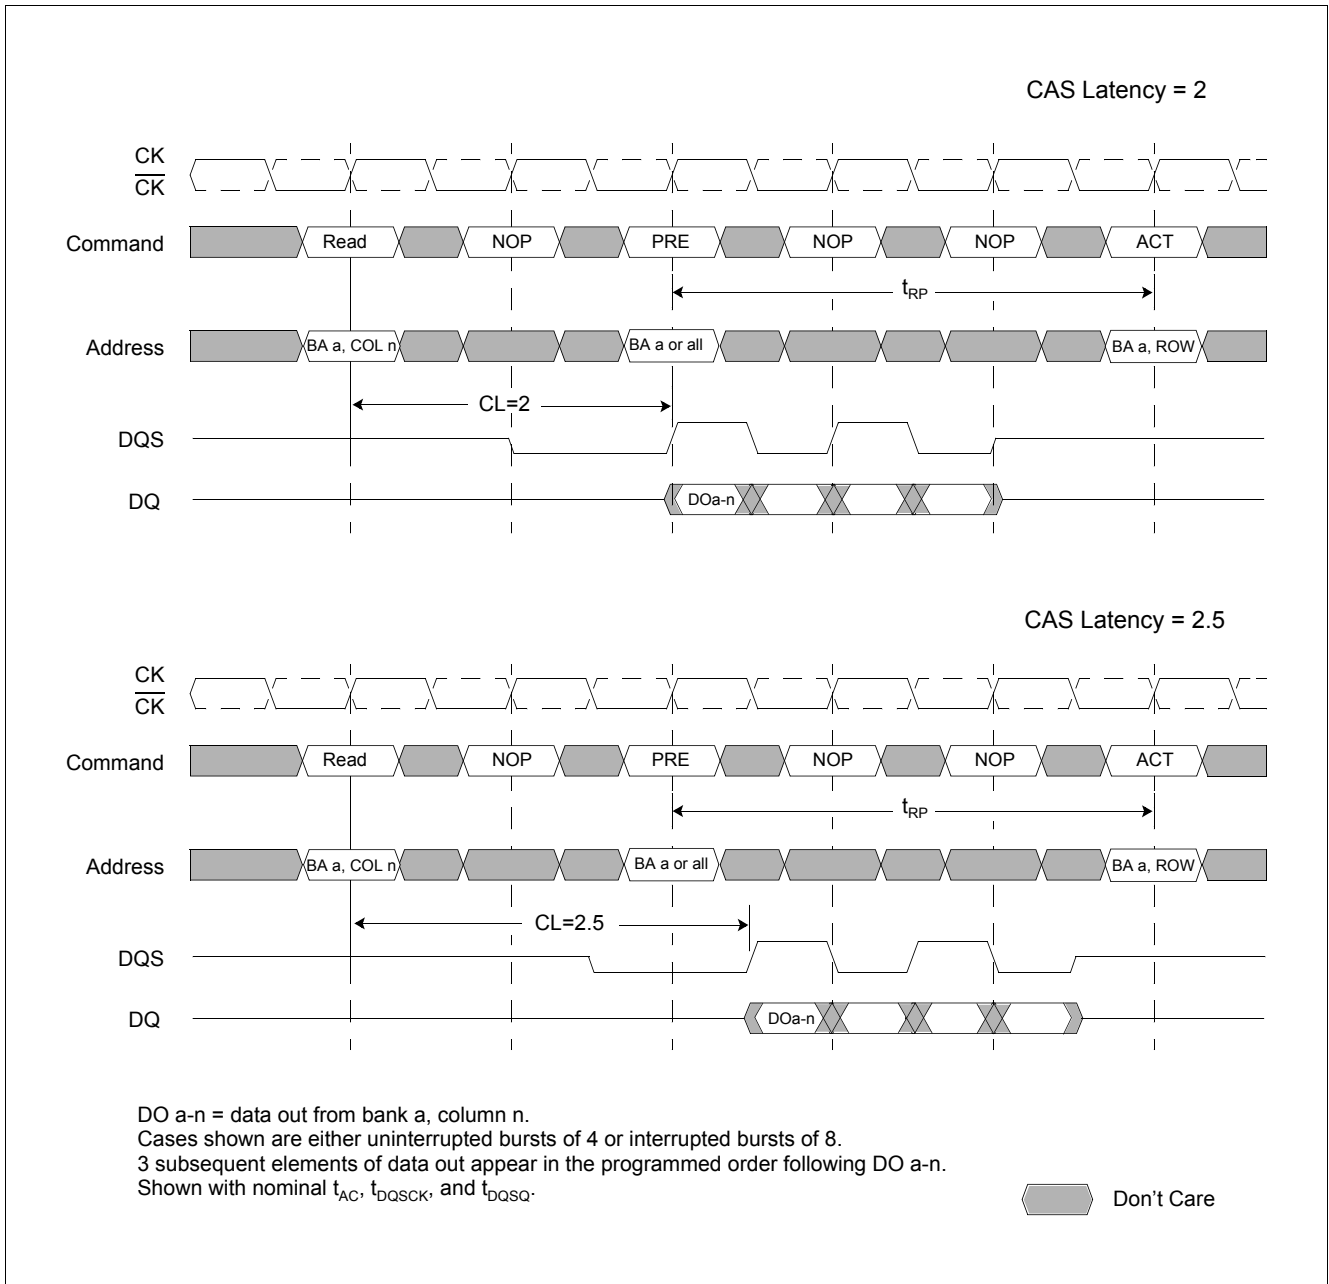 CAS Latency = 2
CK
CK
Command Read NOP PRE NOP NOP ACT
tRP
Address BA a, COL n BA a or all BA a, ROW
CL=2
DQS
DQ DOa-n
CAS Latency = 2.5
CK
CK
Command Read NOP PRE NOP NOP ACT
tRP
Address BA a, COL n BA a or all BA a, ROW
CL=2.5
DQS
DQ DOa-n
DO a-n = data out from bank a, column n.
Cases shown are either uninterrupted bursts of 4 or interrupted bursts of 8.
3 subsequent elements of data out appear in the programmed order following DO a-n.
Shown with nominal tAC, tDQSCK, and tDQSQ.
Don't Care